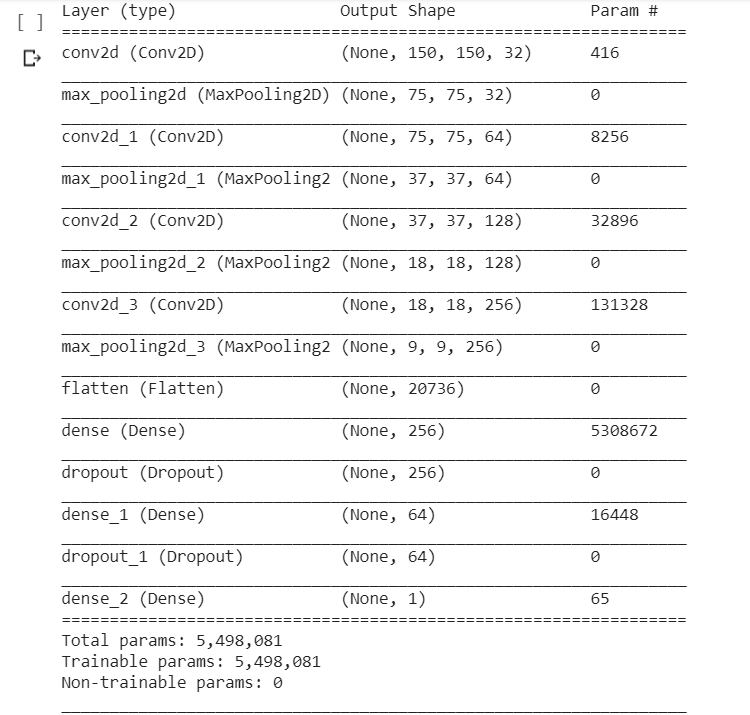 [ ]
Layer (type) Output Shape Param #
=================================================================
conv2d (Conv2D) (None, 150, 150, 32) 416
_________________________________________________________________
max_pooling2d (MaxPooling2D) (None, 75, 75, 32) 0
_________________________________________________________________
conv2d_1 (Conv2D) (None, 75, 75, 64) 8256
_________________________________________________________________
max_pooling2d_1 (MaxPooling2 (None, 37, 37, 64) 0
_________________________________________________________________
conv2d_2 (Conv2D) (None, 37, 37, 128) 32896
_________________________________________________________________
max_pooling2d_2 (MaxPooling2 (None, 18, 18, 128) 0
_________________________________________________________________
conv2d_3 (Conv2D) (None, 18, 18, 256) 131328
_________________________________________________________________
max_pooling2d_3 (MaxPooling2 (None, 9, 9, 256) 0
_________________________________________________________________
flatten (Flatten) (None, 20736) 0
_________________________________________________________________
dense (Dense) (None, 256) 5308672
_________________________________________________________________
dropout (Dropout) (None, 256) 0
_________________________________________________________________
dense_1 (Dense) (None, 64) 16448
_________________________________________________________________
dropout_1 (Dropout) (None, 64) 0
_________________________________________________________________
dense_2 (Dense) (None, 1) 65
=================================================================
Total params: 5,498,081
Trainable params: 5,498,081
Non-trainable params: 0
_________________________________________________________________